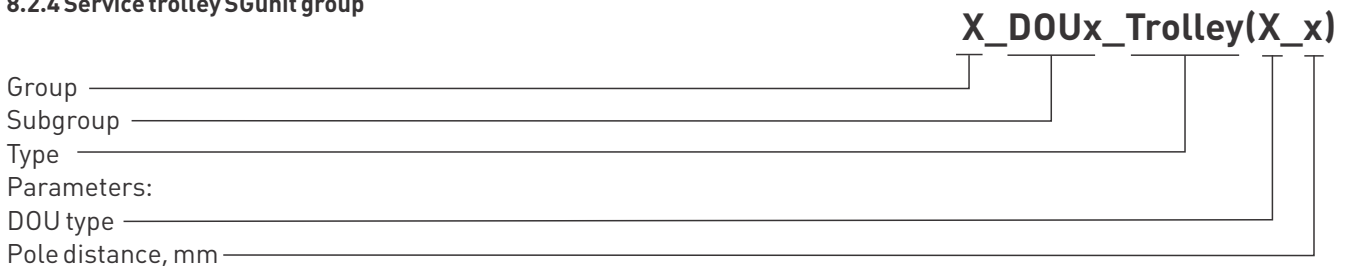 8.2.4 Service trolley SGunit group
X_DOUx_Trolley(X_x)
Group
Subgroup
Type
Parameters:
DOU type
Pole distance, mm